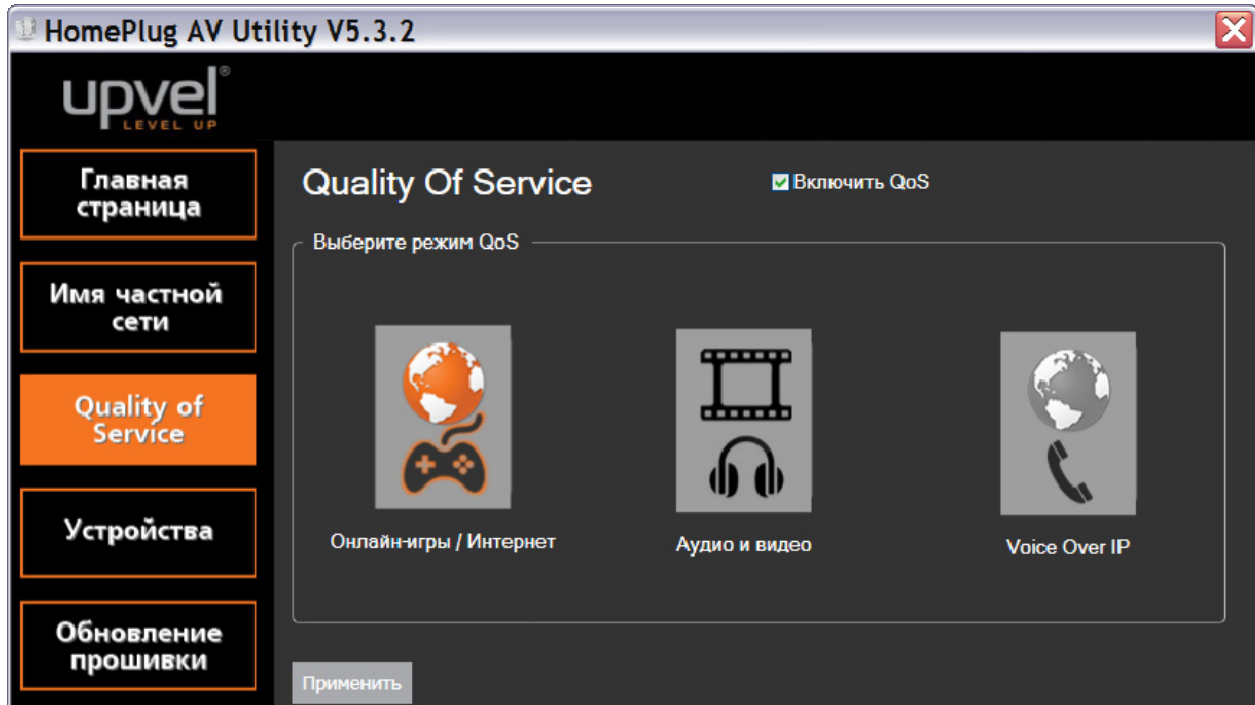 HomePlug AV Utility V5.3.2
upvel®
LEVEL UP
Главная
страница
Имя частной
сети
Quality of
Service
Устройства
Обновление
прошивки
Quality Of Service
Включить QoS
Выберите режим QoS
Онлайн-игры / Интернет
Аудио и видео
Voice Over IP
Применить